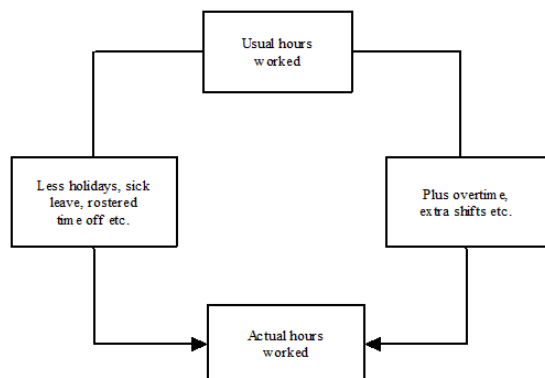 Usual hours
worked
Less holidays, sick
leave, rostered
time off etc.
Plus overtime,
extra shifts etc.
Actual hours
worked